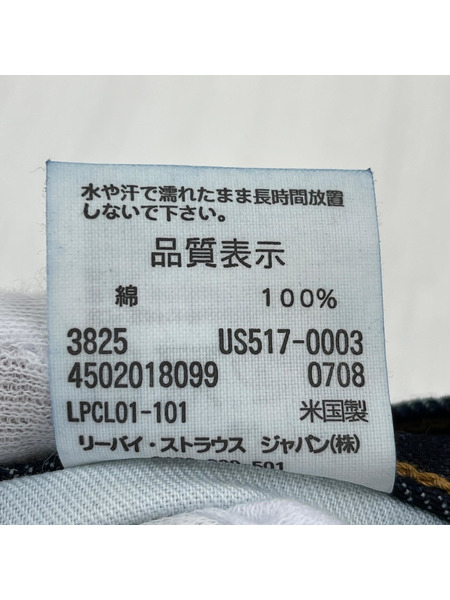 水や汗で濡れたまま長時間放置
しないで下さい。
品質表示
綿 100%
3825 US517-0003
4502018099 0708
LPCL01-101 米国製
リーバイ・ストラウス ジャパン(株)